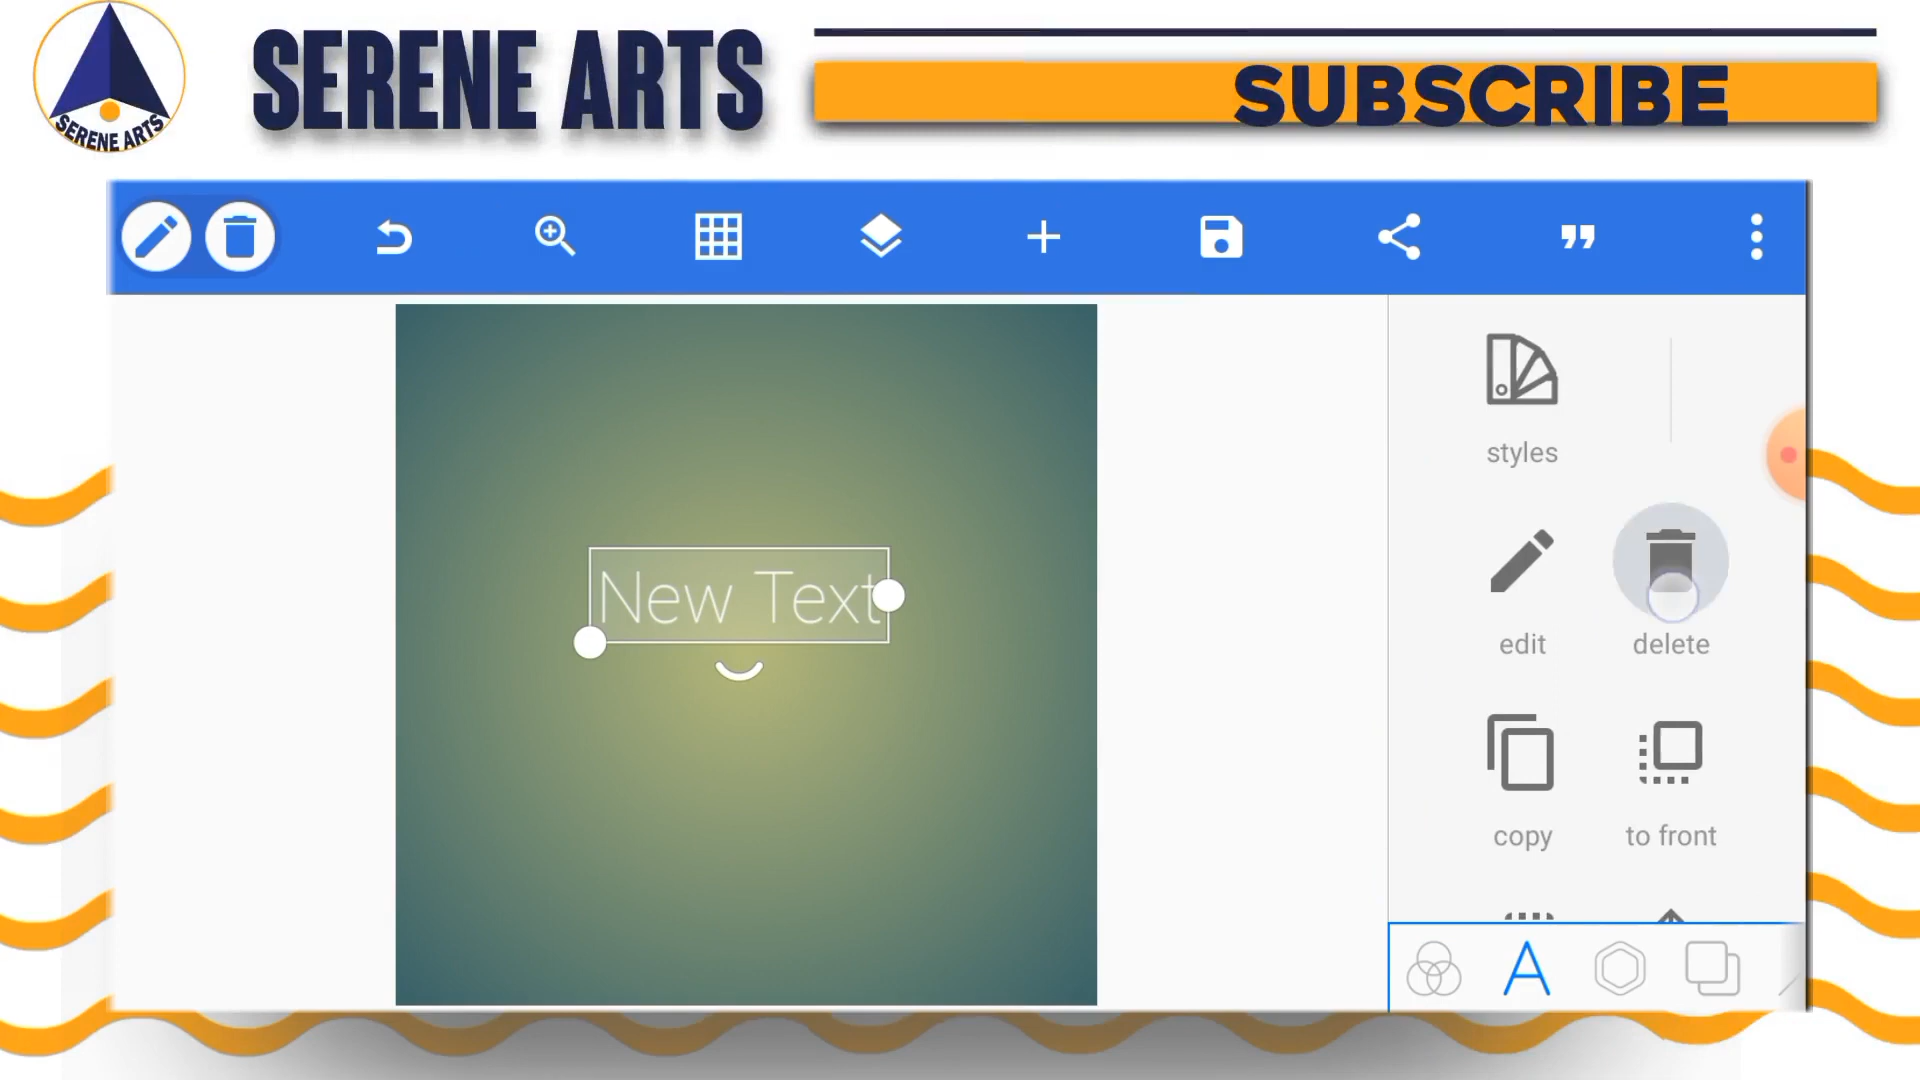 SERENE ARTS
SERENE ARTS
SUBSCRIBE
styles
New Text
edit
delete
copy
to front